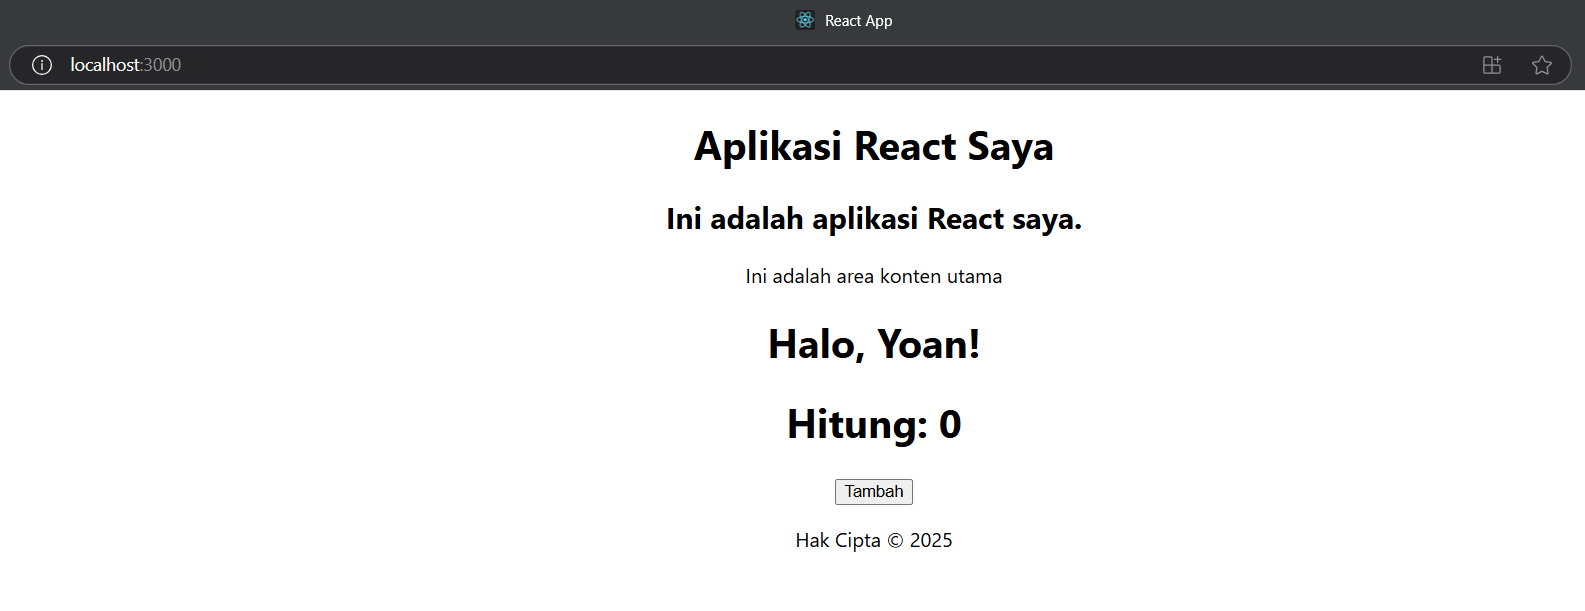 React App
localhost:3000
Aplikasi React Saya
Ini adalah aplikasi React saya.
Ini adalah area konten utama
Halo, Yoan!
Hitung: 0
Tambah
Hak Cipta © 2025